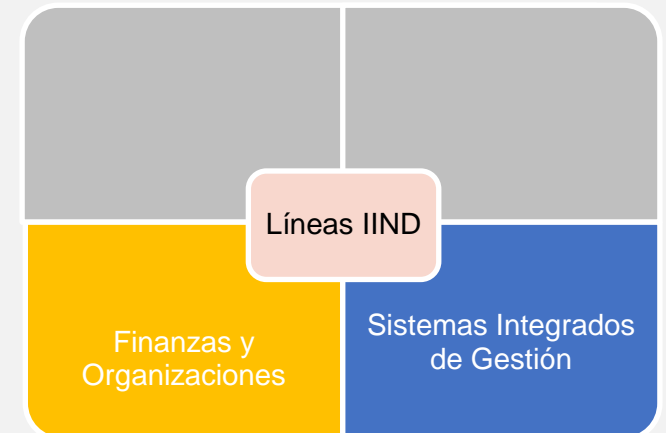 Líneas IIND
Finanzas y
Organizaciones
Sistemas Integrados
de Gestión